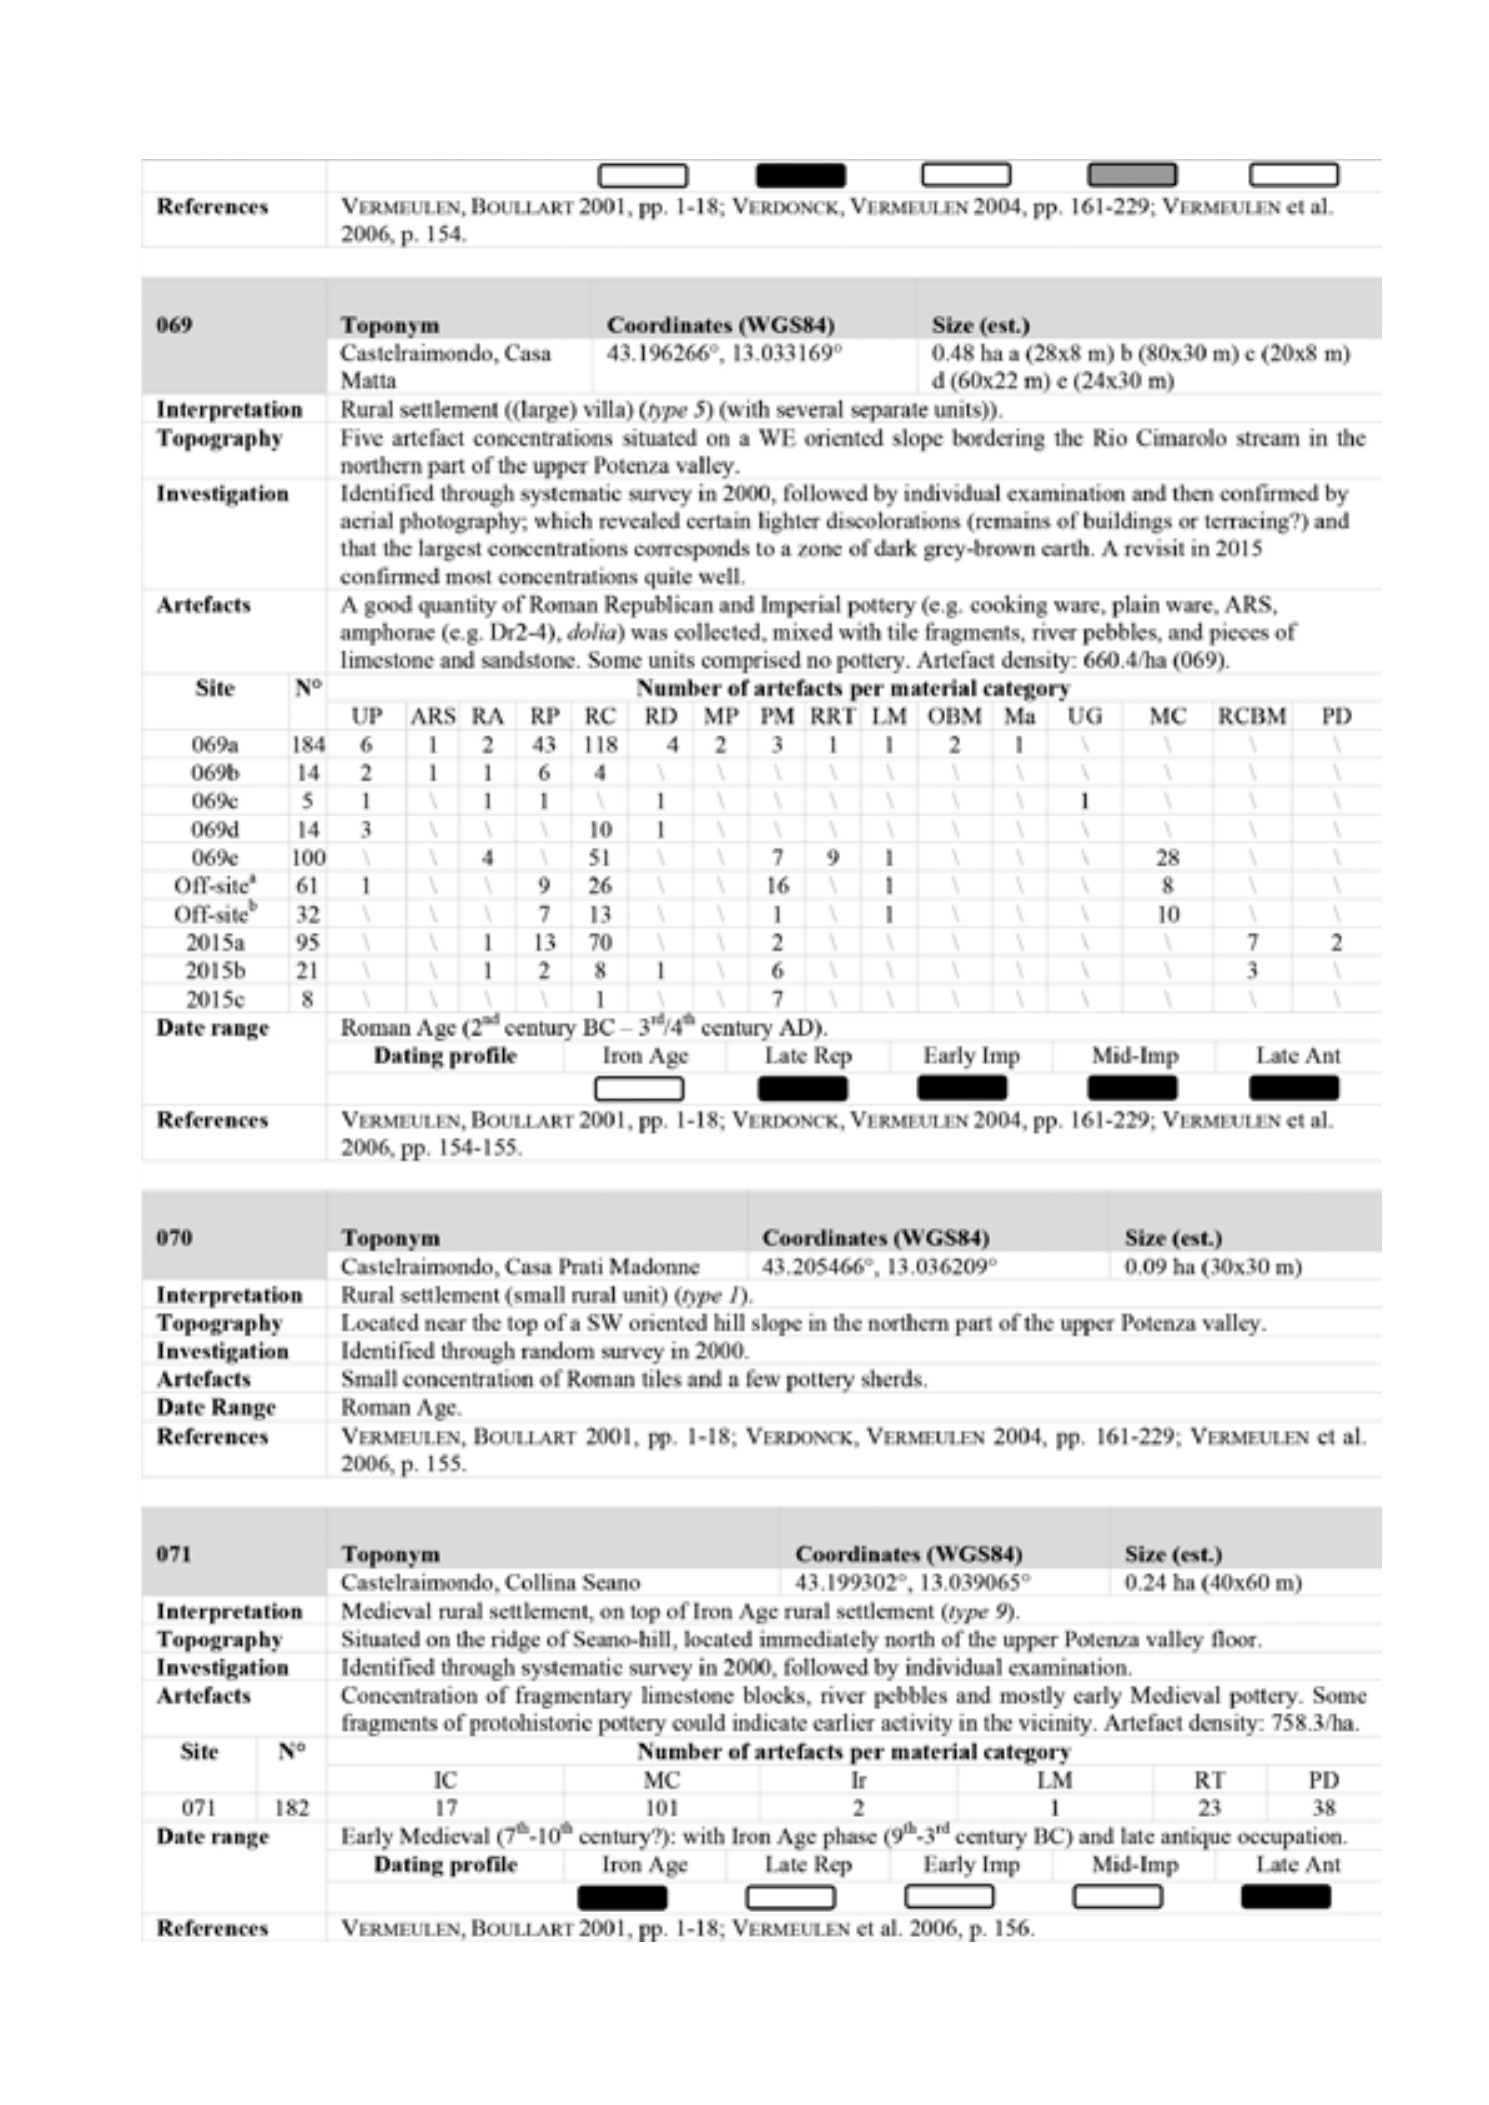 References VERMEULEN, BOULLART 2001, pp. 1-18; VERDONCK, VERMEULEN 2004, pp. 161-229; VERMEULEN et al.
2006, p. 154.
069 Toponym Coordinates (WGS84) Size (est.)
Castelraimondo, Casa 43.196266°, 13.033169° 0.48 ha a (28x8 m) b (80x30 m) c (20x8 m)
Matta d (60x22 m) e (24x30 m)
Interpretation Rural settlement ((large) villa) (type 5) (with several separate units)).
Topography Five artefact concentrations situated on a WE oriented slope bordering the Rio Cimarolo stream in the
northern part of the upper Potenza valley.
Investigation Identified through systematic survey in 2000, followed by individual examination and then confirmed by
aerial photography; which revealed certain lighter discolorations (remains of buildings or terracing?) and
that the largest concentrations corresponds to a zone of dark grey-brown earth. A revisit in 2015
confirmed most concentrations quite well.
Artefacts A good quantity of Roman Republican and Imperial pottery (e.g. cooking ware, plain ware, ARS,
amphorae (e.g. Dr2-4), dolia) was collected, mixed with tile fragments, river pebbles, and pieces of
limestone and sandstone. Some units comprised no pottery. Artefact density: 660.4/ha (069).
Site N° Number of artefacts per material category
UP ARS RA RP RC RD MP PM RRT LM OBM Ma UG MC RCBM PD
069a 184 6 1 2 43 118 4 2 3 1 1 2 1 \ \ \ \
069b 14 2 1 1 6 4 \ \ \ \ \ \ \ \ \ \ \
069c 5 1 \ 1 1 \ 1 \ \ \ \ \ \ 1 \ \ \
069d 14 3 \ \ \ 10 1 \ \ \ \ \ \ \ \ \ \
069e 100 \ \ 4 \ 51 \ \ 7 9 1 \ \ \ 28 \ \
Off-siteª 61 1 \ \ 9 26 \ \ 16 \ 1 \ \ \ 8 \ \
Off-siteᵇ 32 \ \ \ 7 13 \ \ 1 \ 1 \ \ \ 10 \ \
2015a 95 \ \ 1 13 70 \ \ 2 \ \ \ \ \ \ 7 2
2015b 21 \ \ 1 2 8 1 \ 6 \ \ \ \ \ \ 3 \
2015c 8 \ \ \ \ 1 \ \ 7 \ \ \ \ \ \ \ \
Date range Roman Age (2nd century BC – 3rd/4th century AD).
Dating profile Iron Age Late Rep Early Imp Mid-Imp Late Ant
References VERMEULEN, BOULLART 2001, pp. 1-18; VERDONCK, VERMEULEN 2004, pp. 161-229; VERMEULEN et al.
2006, pp. 154-155.
070 Toponym Coordinates (WGS84) Size (est.)
Castelraimondo, Casa Prati Madonne 43.205466°, 13.036209° 0.09 ha (30x30 m)
Interpretation Rural settlement (small rural unit) (type 1).
Topography Located near the top of a SW oriented hill slope in the northern part of the upper Potenza valley.
Investigation Identified through random survey in 2000.
Artefacts Small concentration of Roman tiles and a few pottery sherds.
Date Range Roman Age.
References VERMEULEN, BOULLART 2001, pp. 1-18; VERDONCK, VERMEULEN 2004, pp. 161-229; VERMEULEN et al.
2006, p. 155.
071 Toponym Coordinates (WGS84) Size (est.)
Castelraimondo, Collina Seano 43.199302°, 13.039065° 0.24 ha (40x60 m)
Interpretation Medieval rural settlement, on top of Iron Age rural settlement (type 9).
Topography Situated on the ridge of Seano-hill, located immediately north of the upper Potenza valley floor.
Investigation Identified through systematic survey in 2000, followed by individual examination.
Artefacts Concentration of fragmentary limestone blocks, river pebbles and mostly early Medieval pottery. Some
fragments of protohistoric pottery could indicate earlier activity in the vicinity. Artefact density: 758.3/ha.
Site N° Number of artefacts per material category
IC MC Ir LM RT PD
071 182 17 101 2 1 23 38
Date range Early Medieval (7th-10th century?): with Iron Age phase (9th-3rd century BC) and late antique occupation.
Dating profile Iron Age Late Rep Early Imp Mid-Imp Late Ant
References VERMEULEN, BOULLART 2001, pp. 1-18; VERMEULEN et al. 2006, p. 156.